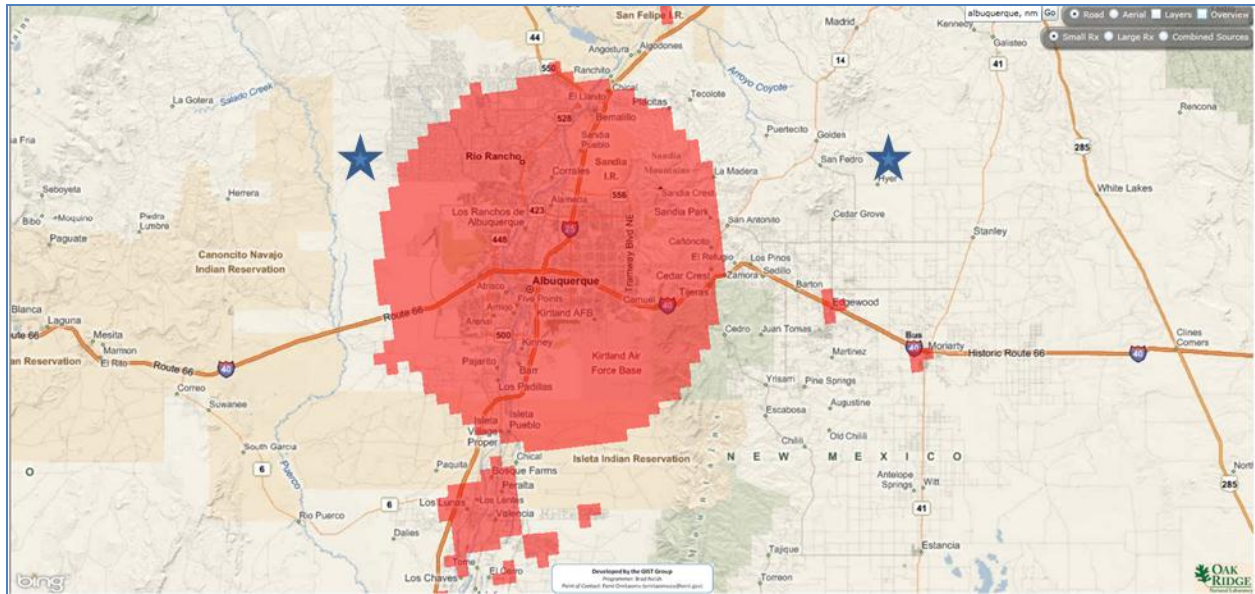 San Felipe I.R.
Madrid
Kennedy
Galisteo
albuquerque, nm
Go
Road
Aerial
Layers
Overview
Small Rx
Large Rx
Combined Sources
44
Angostura
Algodones
14
41
550
Ranchito
Chical
La Gotera
Salado Creek
El Llanito
Placitas
Tecolote
Arroyo Coyote
Rencona
528
Bernalillo
Puertecito
Golden
285
Sandia
Pueblo
Rio Rancho
Sandia
I.R.
Sandia
Mountains
San Pedro
Hyer
Corrales
La Madera
Seboyeta
Herrera
556
Sandia Crest
White Lakes
Alameda
Bibo
Moquino
Piedra
Lumbre
423
Los Ranchos de
Albuquerque
Sandia Park
Cedar Grove
San Antonito
Paguate
448
25
Tramway Blvd NE
Stanley
Canoncito Navajo
Indian Reservation
Cañoncito
El Refugio
Los Pinos
Cedar Crest
Zamora
Sedillo
Albuquerque
Atrisco
Five Points
Carnuel
Tijeras
Barton
Edgewood
Blanca
Laguna
Route 66
Armijo
Kirtland AFB
Arenal
500
Cedro
Juan Tomas
Bus
40
Moriarty
Clines
Corners
Mesita
Marmon
El Rito
Route 66
40
Kinney
Kirtland Air
Force Base
Martinez
Historic Route 66
40
Pajarito
Barr
Yrisarri
Pine Springs
Correo
Los Padillas
Suwanee
Augustine
Escabosa
Isleta
Pueblo
Isleta
Village
Proper
Old Chilili
Chilili
South Garcia
Chical
Isleta Indian Reservation
NEW MEXICO
6
Paquita
Bosque Farms
Puerco
Peralta
Antelope
Springs
Witt
285
Los Lunas
Los Lentes
6
Valencia
41
Rio Puerco
Dalies
Estancia
Tome
Tajique
Los Chaves
El Cerro
Torreon
Developed by the GIST Group
bing
OAK
RIDGE
National Laboratory